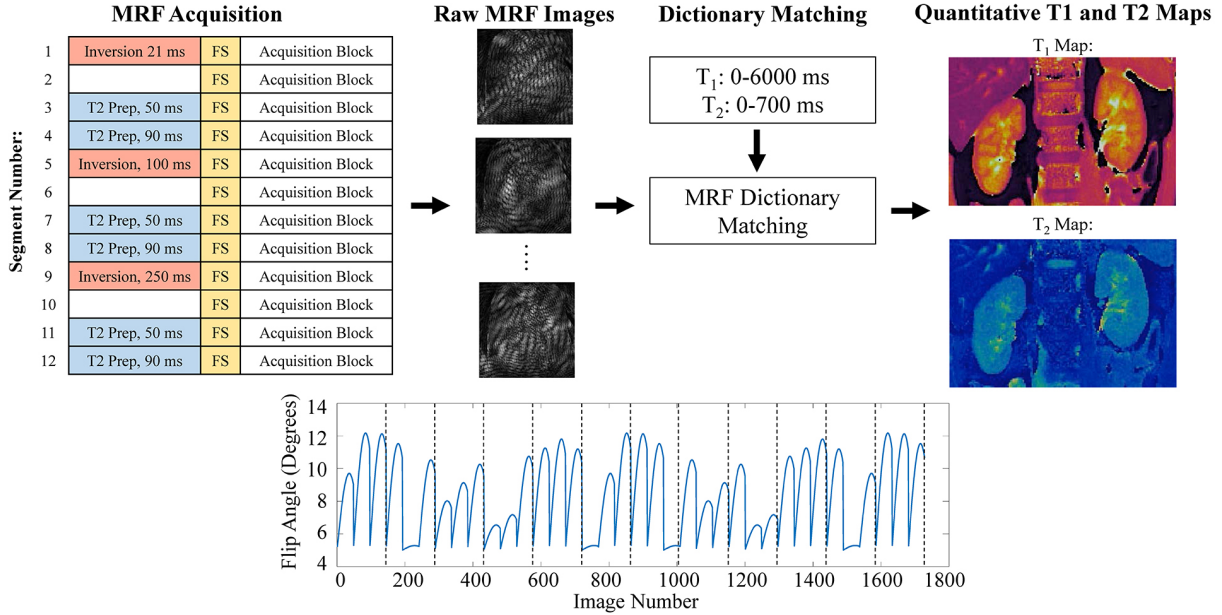 MRF Acquisition
Raw MRF Images
Dictionary Matching
Quantitative T1 and T2 Maps
Segment Number:
1 Inversion 21 ms FS Acquisition Block
2 FS Acquisition Block
3 T2 Prep, 50 ms FS Acquisition Block
4 T2 Prep, 90 ms FS Acquisition Block
5 Inversion, 100 ms FS Acquisition Block
6 FS Acquisition Block
7 T2 Prep, 50 ms FS Acquisition Block
8 T2 Prep, 90 ms FS Acquisition Block
9 Inversion, 250 ms FS Acquisition Block
10 FS Acquisition Block
11 T2 Prep, 50 ms FS Acquisition Block
12 T2 Prep, 90 ms FS Acquisition Block
T₁: 0-6000 ms
T₂: 0-700 ms
MRF Dictionary
Matching
T₁ Map:
T₂ Map:
Flip Angle (Degrees)
14
12
10
8
6
4
0 200 400 600 800 1000 1200 1400 1600 1800
Image Number